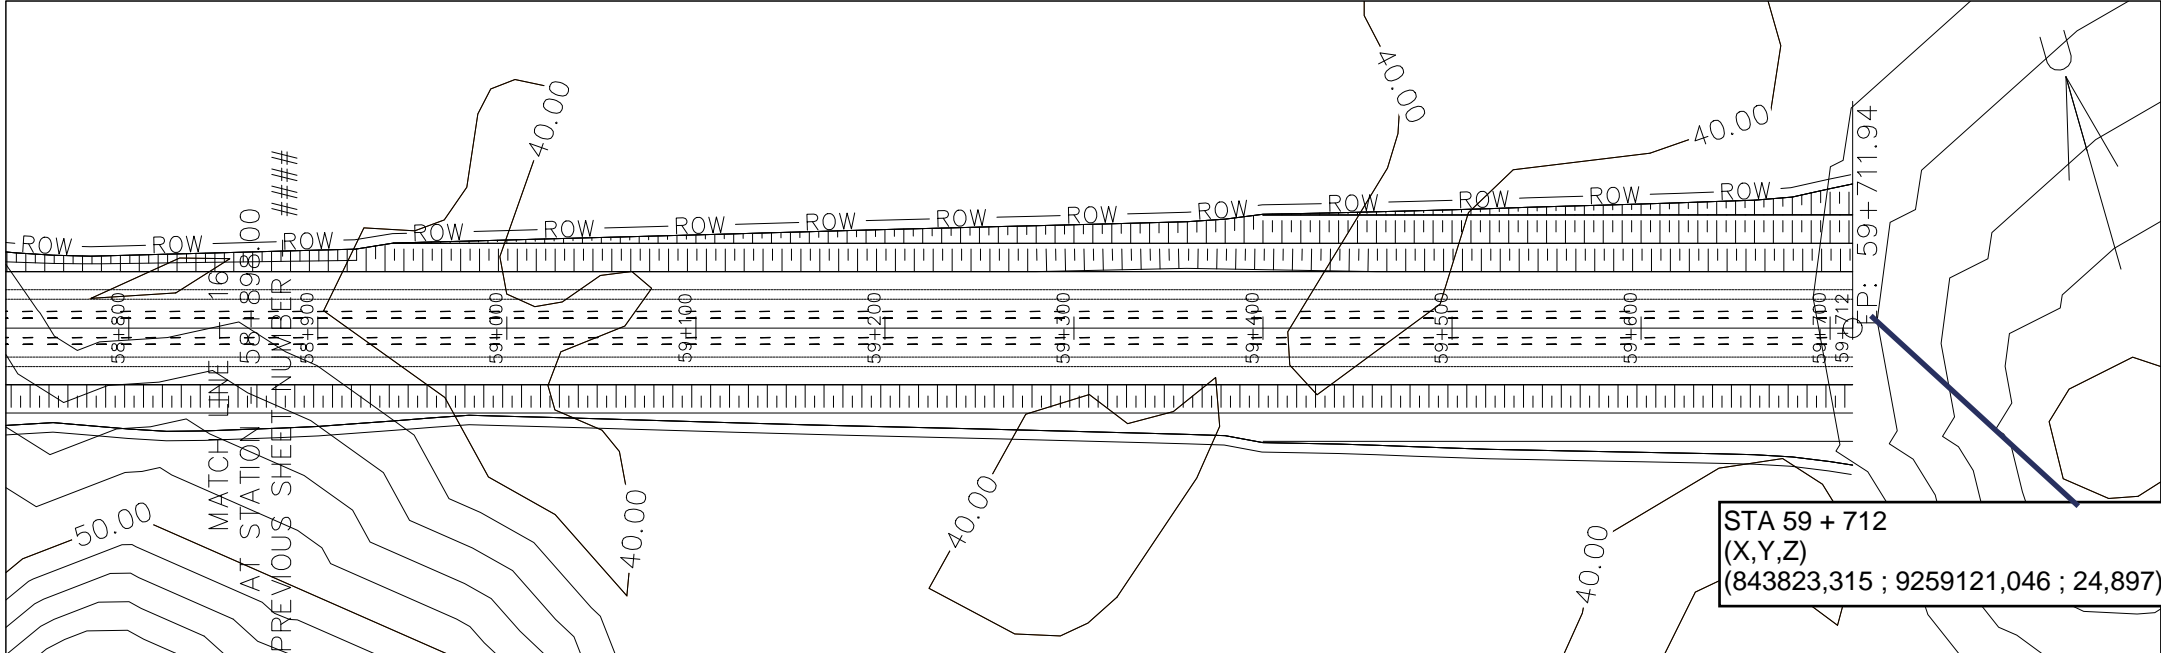 40.00
40.00
40.00
ROW ROW ROW ROW ROW ROW ROW ROW ROW ROW ROW ROW ROW ROW
MATCH LINE - 16
AT STATION 58+898.00
PREVIOUS SHEET NUMBER - ####
58+800
58+900
59+000
59+100
59+200
59+300
59+400
59+500
59+600
59+700
59+712
EP: 59+711.94
50.00
40.00
40.00
40.00
STA 59 + 712
(X,Y,Z)
(843823,315 ; 9259121,046 ; 24,897)